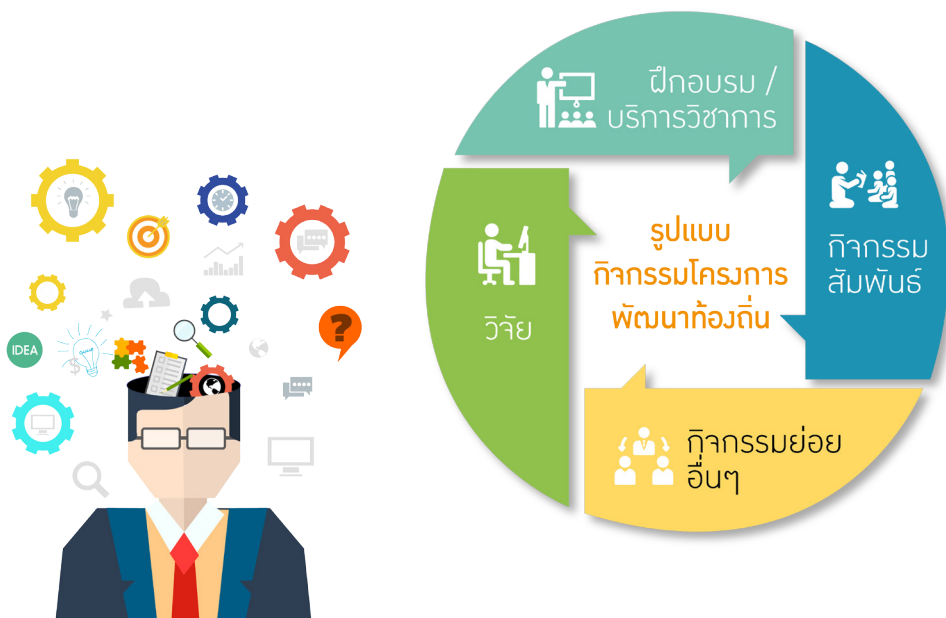 ฝึกอบรม /
บริการวิชาการ
กิจกรรม
สัมพันธ์
รูปแบบ
กิจกรรมโครงการ
พัฒนาท้องถิ่น
วิจัย
กิจกรรมย่อย
อื่นๆ
IDEA
?
$